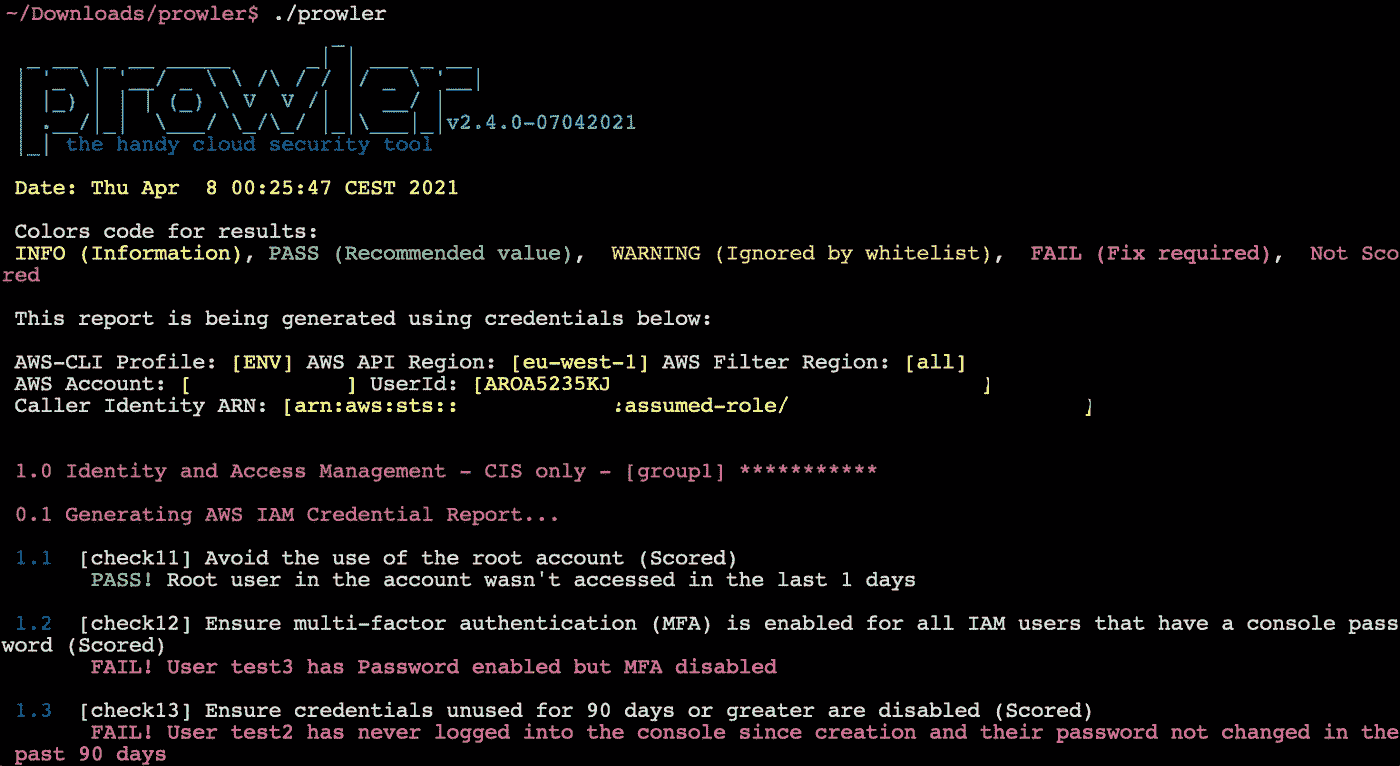 ~/Downloads/prowler$ ./prowler
prowler
v2.4.0-07042021
the handy cloud security tool
Date: Thu Apr  8 00:25:47 CEST 2021
Colors code for results:
INFO (Information), PASS (Recommended value),  WARNING (Ignored by whitelist),  FAIL (Fix required),  Not Sco
red
This report is being generated using credentials below:
AWS-CLI Profile: [ENV] AWS API Region: [eu-west-1] AWS Filter Region: [all]
AWS Account: [            ] UserId: [AROA5235KJ                             ]
Caller Identity ARN: [arn:aws:sts::            :assumed-role/                       ]
1.0 Identity and Access Management - CIS only - [group1] ***********
0.1 Generating AWS IAM Credential Report...
1.1  [check11] Avoid the use of the root account (Scored)
PASS! Root user in the account wasn't accessed in the last 1 days
1.2  [check12] Ensure multi-factor authentication (MFA) is enabled for all IAM users that have a console pass
word (Scored)
FAIL! User test3 has Password enabled but MFA disabled
1.3  [check13] Ensure credentials unused for 90 days or greater are disabled (Scored)
FAIL! User test2 has never logged into the console since creation and their password not changed in the
past 90 days